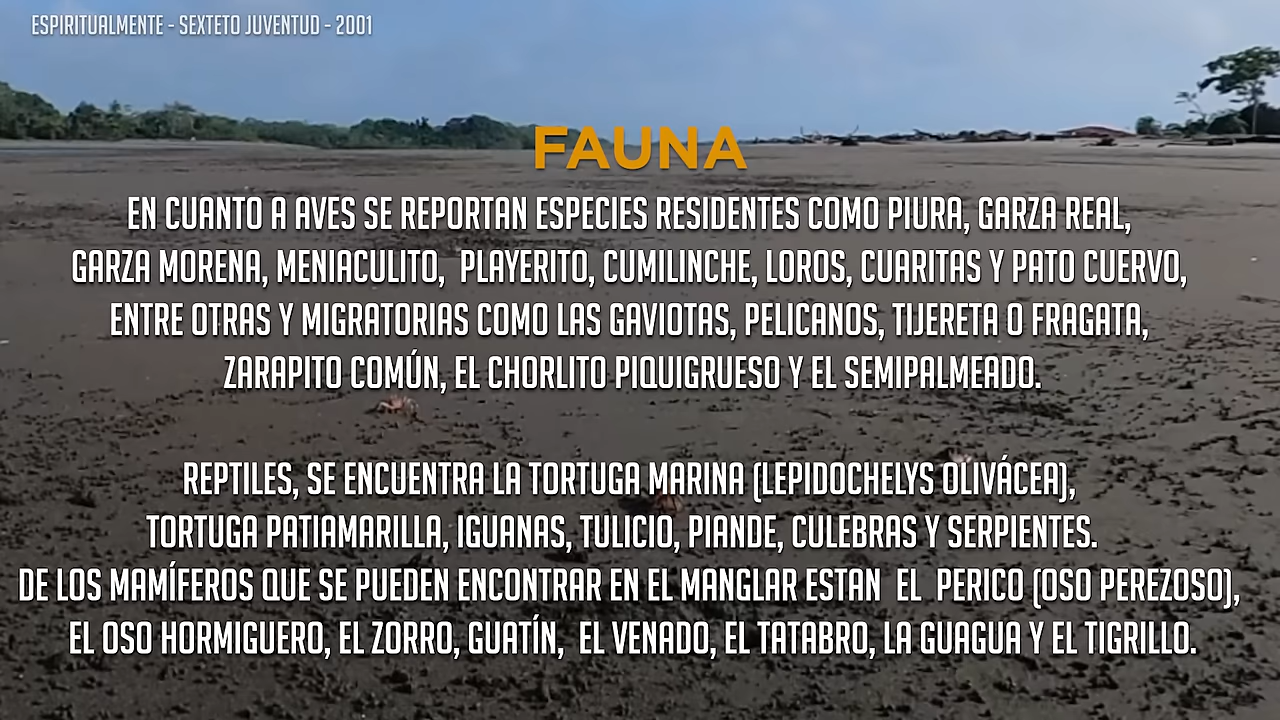 ESPIRITUALMENTE - SEXTETO JUVENTUD - 2001
FAUNA
EN CUANTO A AVES SE REPORTAN ESPECIES RESIDENTES COMO PIURA, GARZA REAL,
GARZA MORENA, MENIACULITO, PLAYERITO, CUMILINCHE, LOROS, CUARITAS Y PATO CUERVO,
ENTRE OTRAS Y MIGRATORIAS COMO LAS GAVIOTAS, PELICANOS, TIJERETA O FRAGATA,
ZARAPITO COMÚN, EL CHORLITO PIQUIGRUESO Y EL SEMIPALMEADO.
REPTILES, SE ENCUENTRA LA TORTUGA MARINA (LEPIDOCHELYS OLIVÁCEA),
TORTUGA PATIAMARILLA, IGUANAS, TULICIO, PIANDE, CULEBRAS Y SERPIENTES.
DE LOS MAMÍFEROS QUE SE PUEDEN ENCONTRAR EN EL MANGLAR ESTAN EL PERICO (OSO PEREZOSO),
EL OSO HORMIGUERO, EL ZORRO, GUATÍN, EL VENADO, EL TATABRO, LA GUAGUA Y EL TIGRILLO.